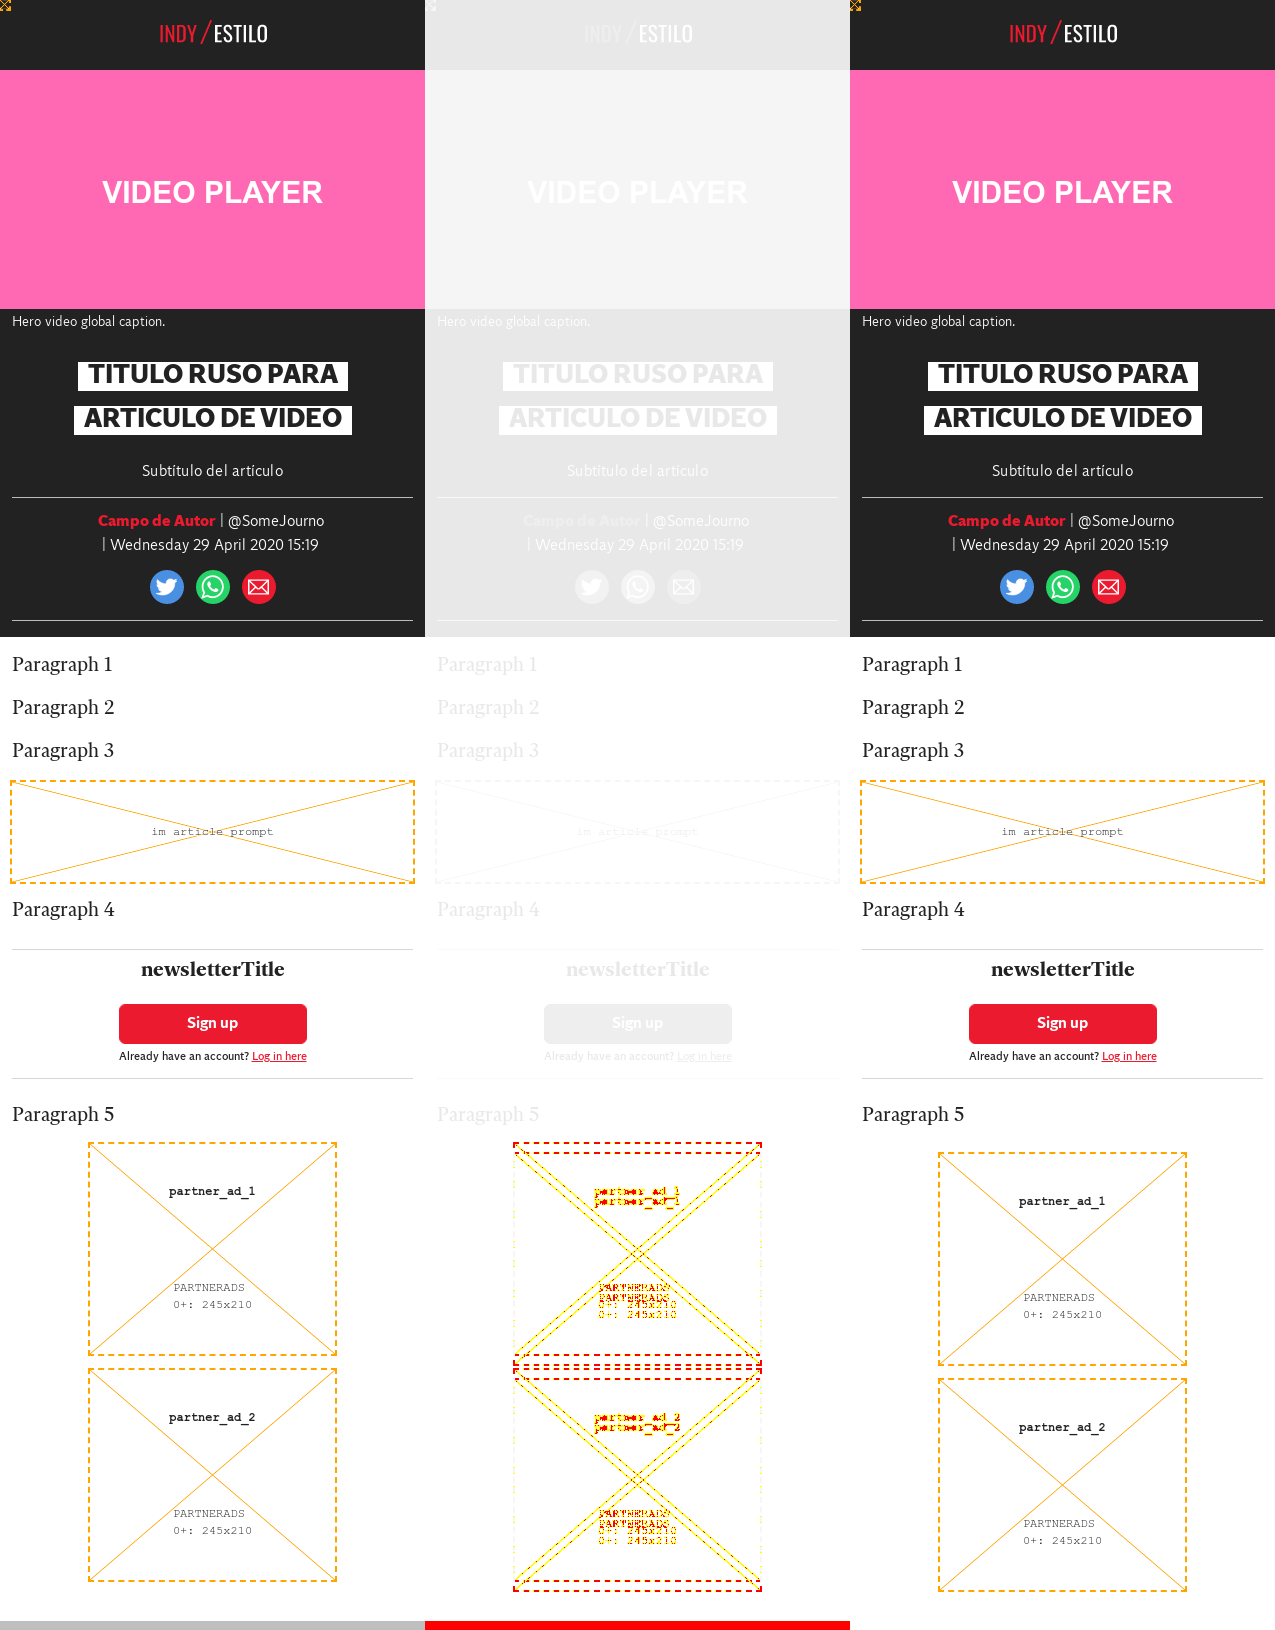 INDY/ESTILO
VIDEO PLAYER
Hero video global caption.
TITULO RUSO PARA
ARTICULO DE VIDEO
Subtítulo del artículo
Campo de Autor | @SomeJourno
| Wednesday 29 April 2020 15:19
Paragraph 1
Paragraph 2
Paragraph 3
im article prompt
Paragraph 4
newsletterTitle
Sign up
Already have an account? Log in here
Paragraph 5
partner_ad_1
PARTNERADS
0+: 245x210
partner_ad_2
PARTNERADS
0+: 245x210
INDY/ESTILO
VIDEO PLAYER
Hero video global caption.
TITULO RUSO PARA
ARTICULO DE VIDEO
Subtítulo del artículo
Campo de Autor | @SomeJourno
| Wednesday 29 April 2020 15:19
Paragraph 1
Paragraph 2
Paragraph 3
im article prompt
Paragraph 4
newsletterTitle
Sign up
Already have an account? Log in here
Paragraph 5
partner_ad_1
partner_ad_1
PARTNERADS
PARTNERADS
0+: 245x210
0+: 245x210
partner_ad_2
partner_ad_2
PARTNERADS
PARTNERADS
0+: 245x210
0+: 245x210
INDY/ESTILO
VIDEO PLAYER
Hero video global caption.
TITULO RUSO PARA
ARTICULO DE VIDEO
Subtítulo del artículo
Campo de Autor | @SomeJourno
| Wednesday 29 April 2020 15:19
Paragraph 1
Paragraph 2
Paragraph 3
im article prompt
Paragraph 4
newsletterTitle
Sign up
Already have an account? Log in here
Paragraph 5
partner_ad_1
PARTNERADS
0+: 245x210
partner_ad_2
PARTNERADS
0+: 245x210